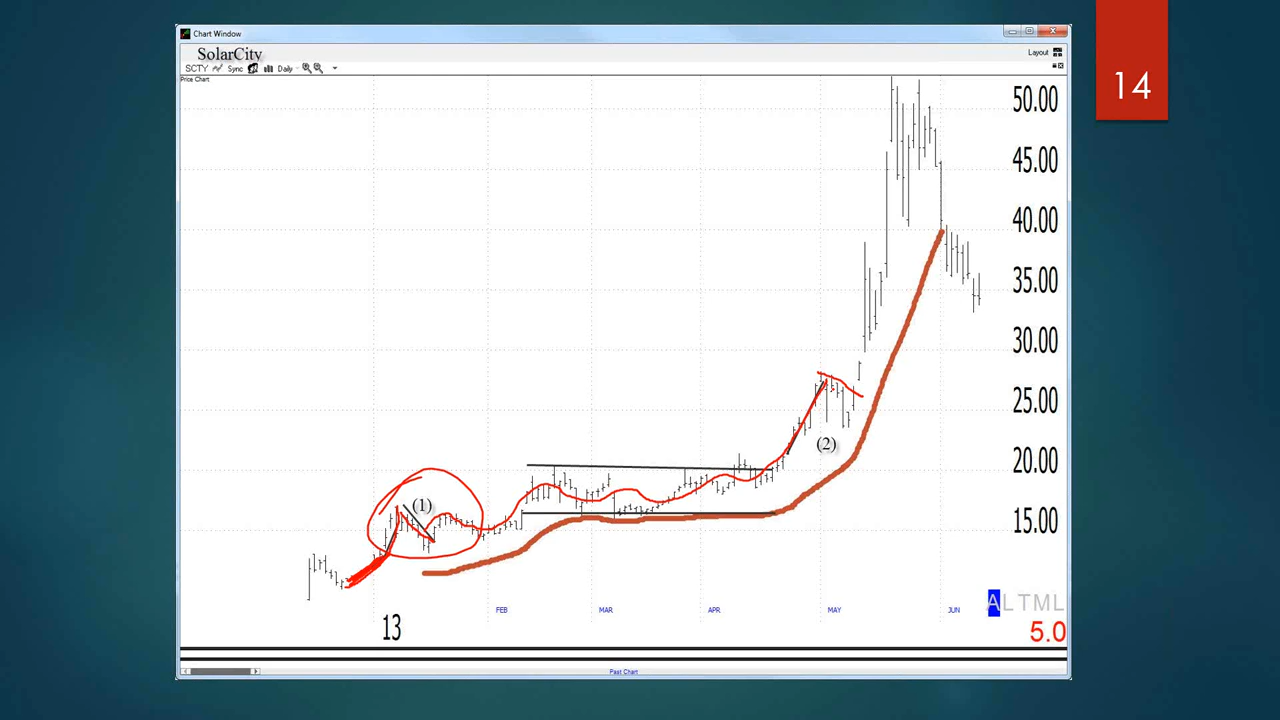 Chart Window
14
SolarCity
Layout
SCTY
Sync
Daily
Price Chart
50.00
45.00
40.00
35.00
30.00
25.00
(2)
20.00
(1)
15.00
ALTML
FEB
MAR
APR
MAY
JUN
13
5.0
Past Chart